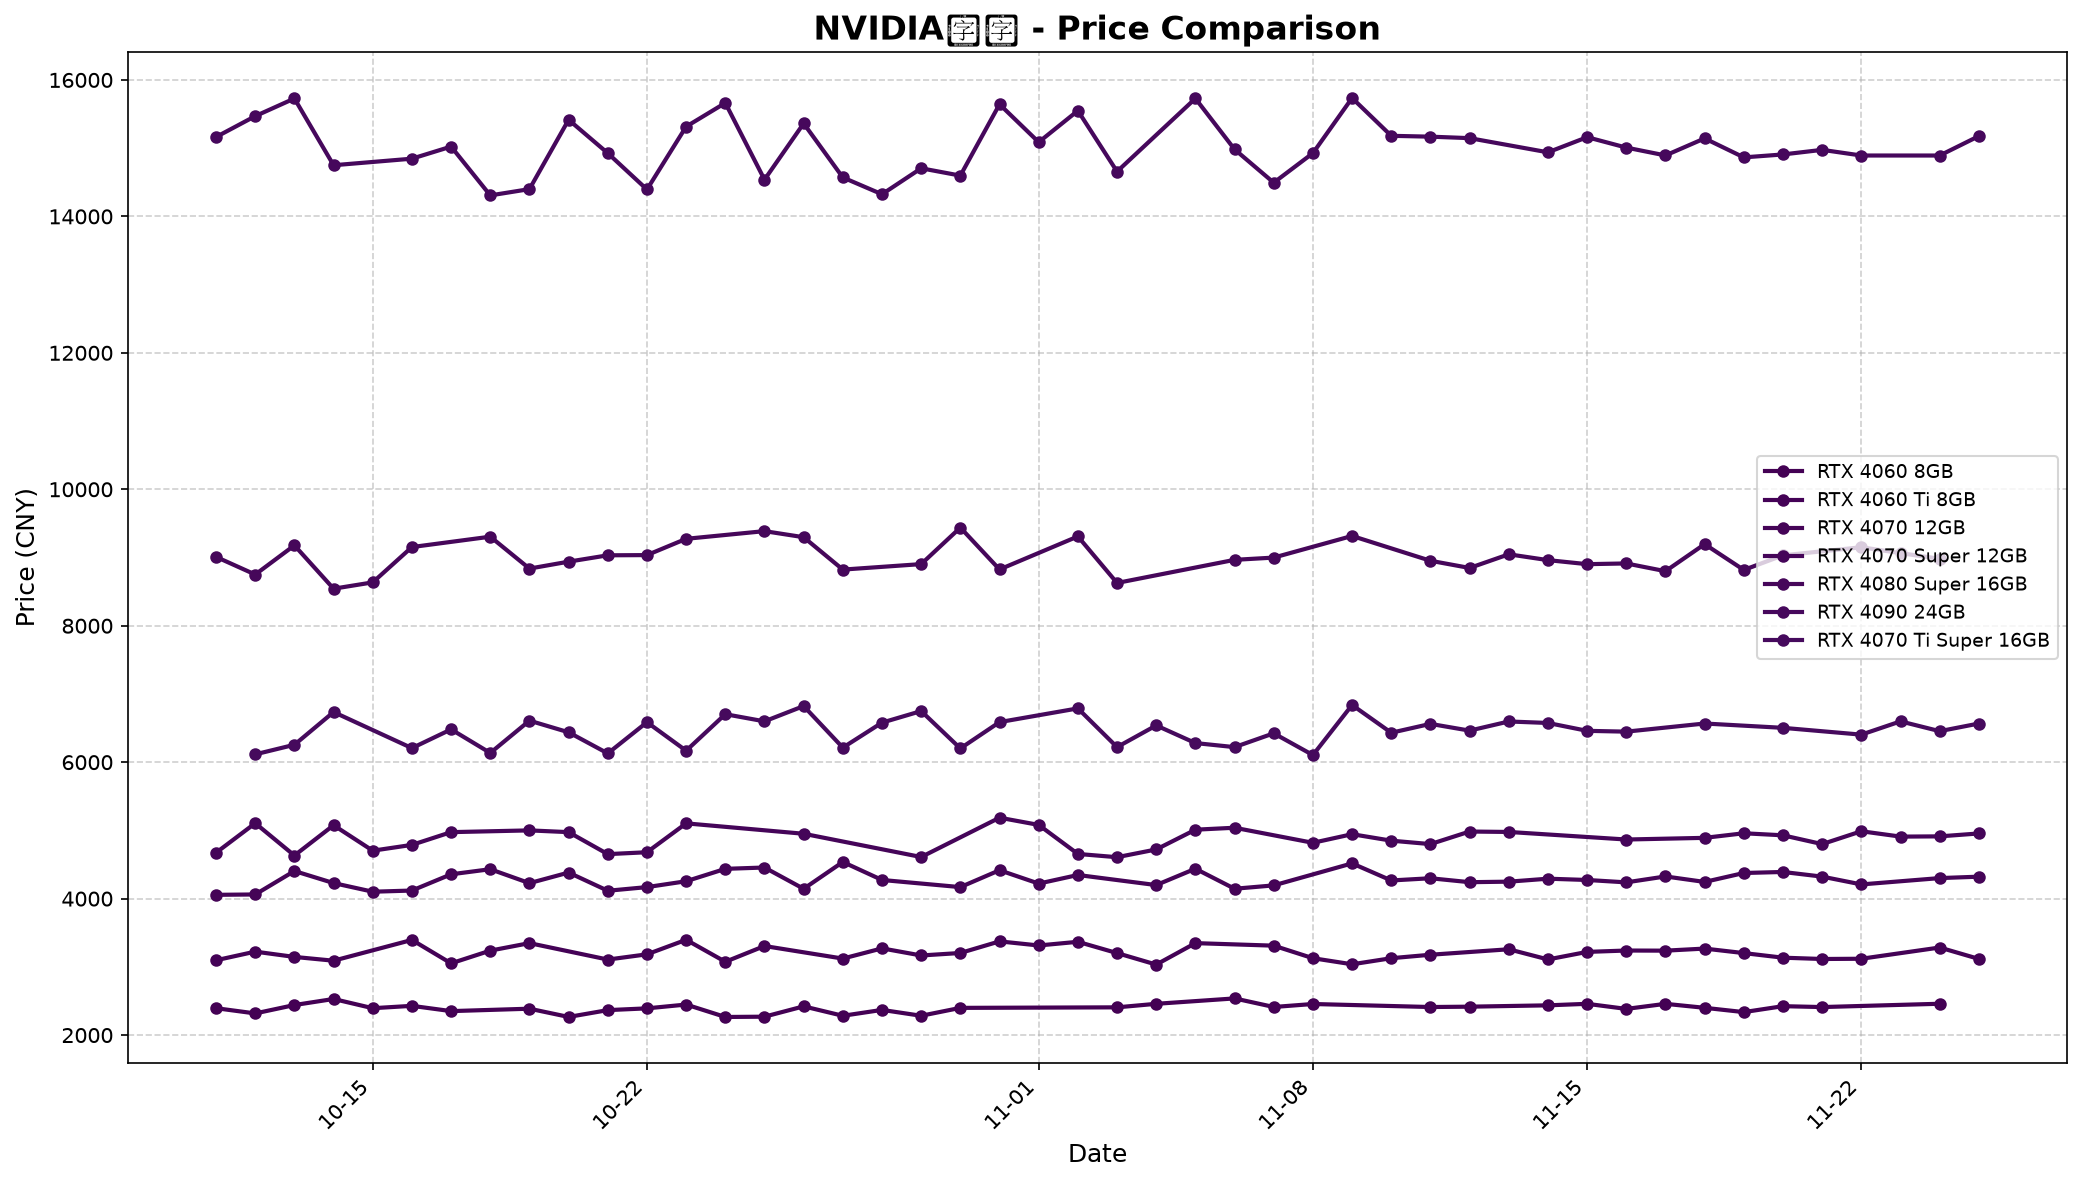 NVIDIA - Price Comparison
16000
14000
12000
10000
8000
6000
4000
2000
Price (CNY)
RTX 4060 8GB
RTX 4060 Ti 8GB
RTX 4070 12GB
RTX 4070 Super 12GB
RTX 4080 Super 16GB
RTX 4090 24GB
RTX 4070 Ti Super 16GB
10-15
10-22
11-01
11-08
11-15
11-22
Date